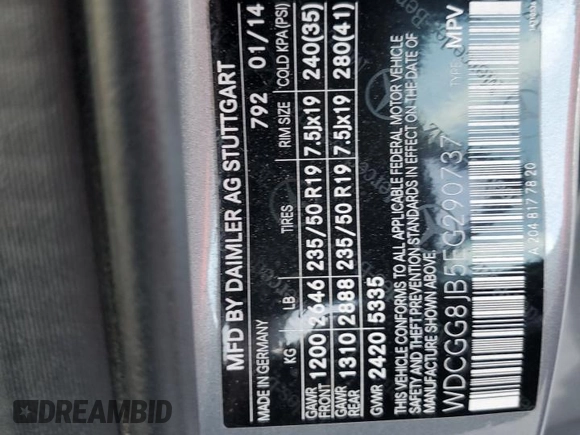 MFD BY DAIMLER AG STUTTGART
MADE IN GERMANY 792 01/14
KG LB TIRES RIM SIZE COLD KPA (PSI)
GAWR FRONT 1200 2646 235/50 R19 7.5Jx19 240(35)
GAWR REAR 1310 2888 235/50 R19 7.5Jx19 280(41)
GVWR 2420 5335
THIS VEHICLE CONFORMS TO ALL APPLICABLE FEDERAL MOTOR VEHICLE
SAFETY AND THEFT PREVENTION STANDARDS IN EFFECT ON THE DATE OF
MANUFACTURE SHOWN ABOVE.
WDCGG8JB5EG290737 TYPE: MPV
A 204 817 78 20
DREAMBID